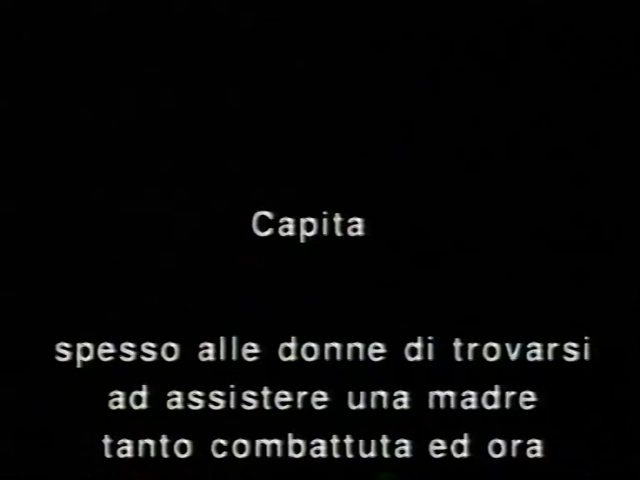 Capita
spesso alle donne di trovarsi
ad assistere una madre
tanto combattuta ed ora